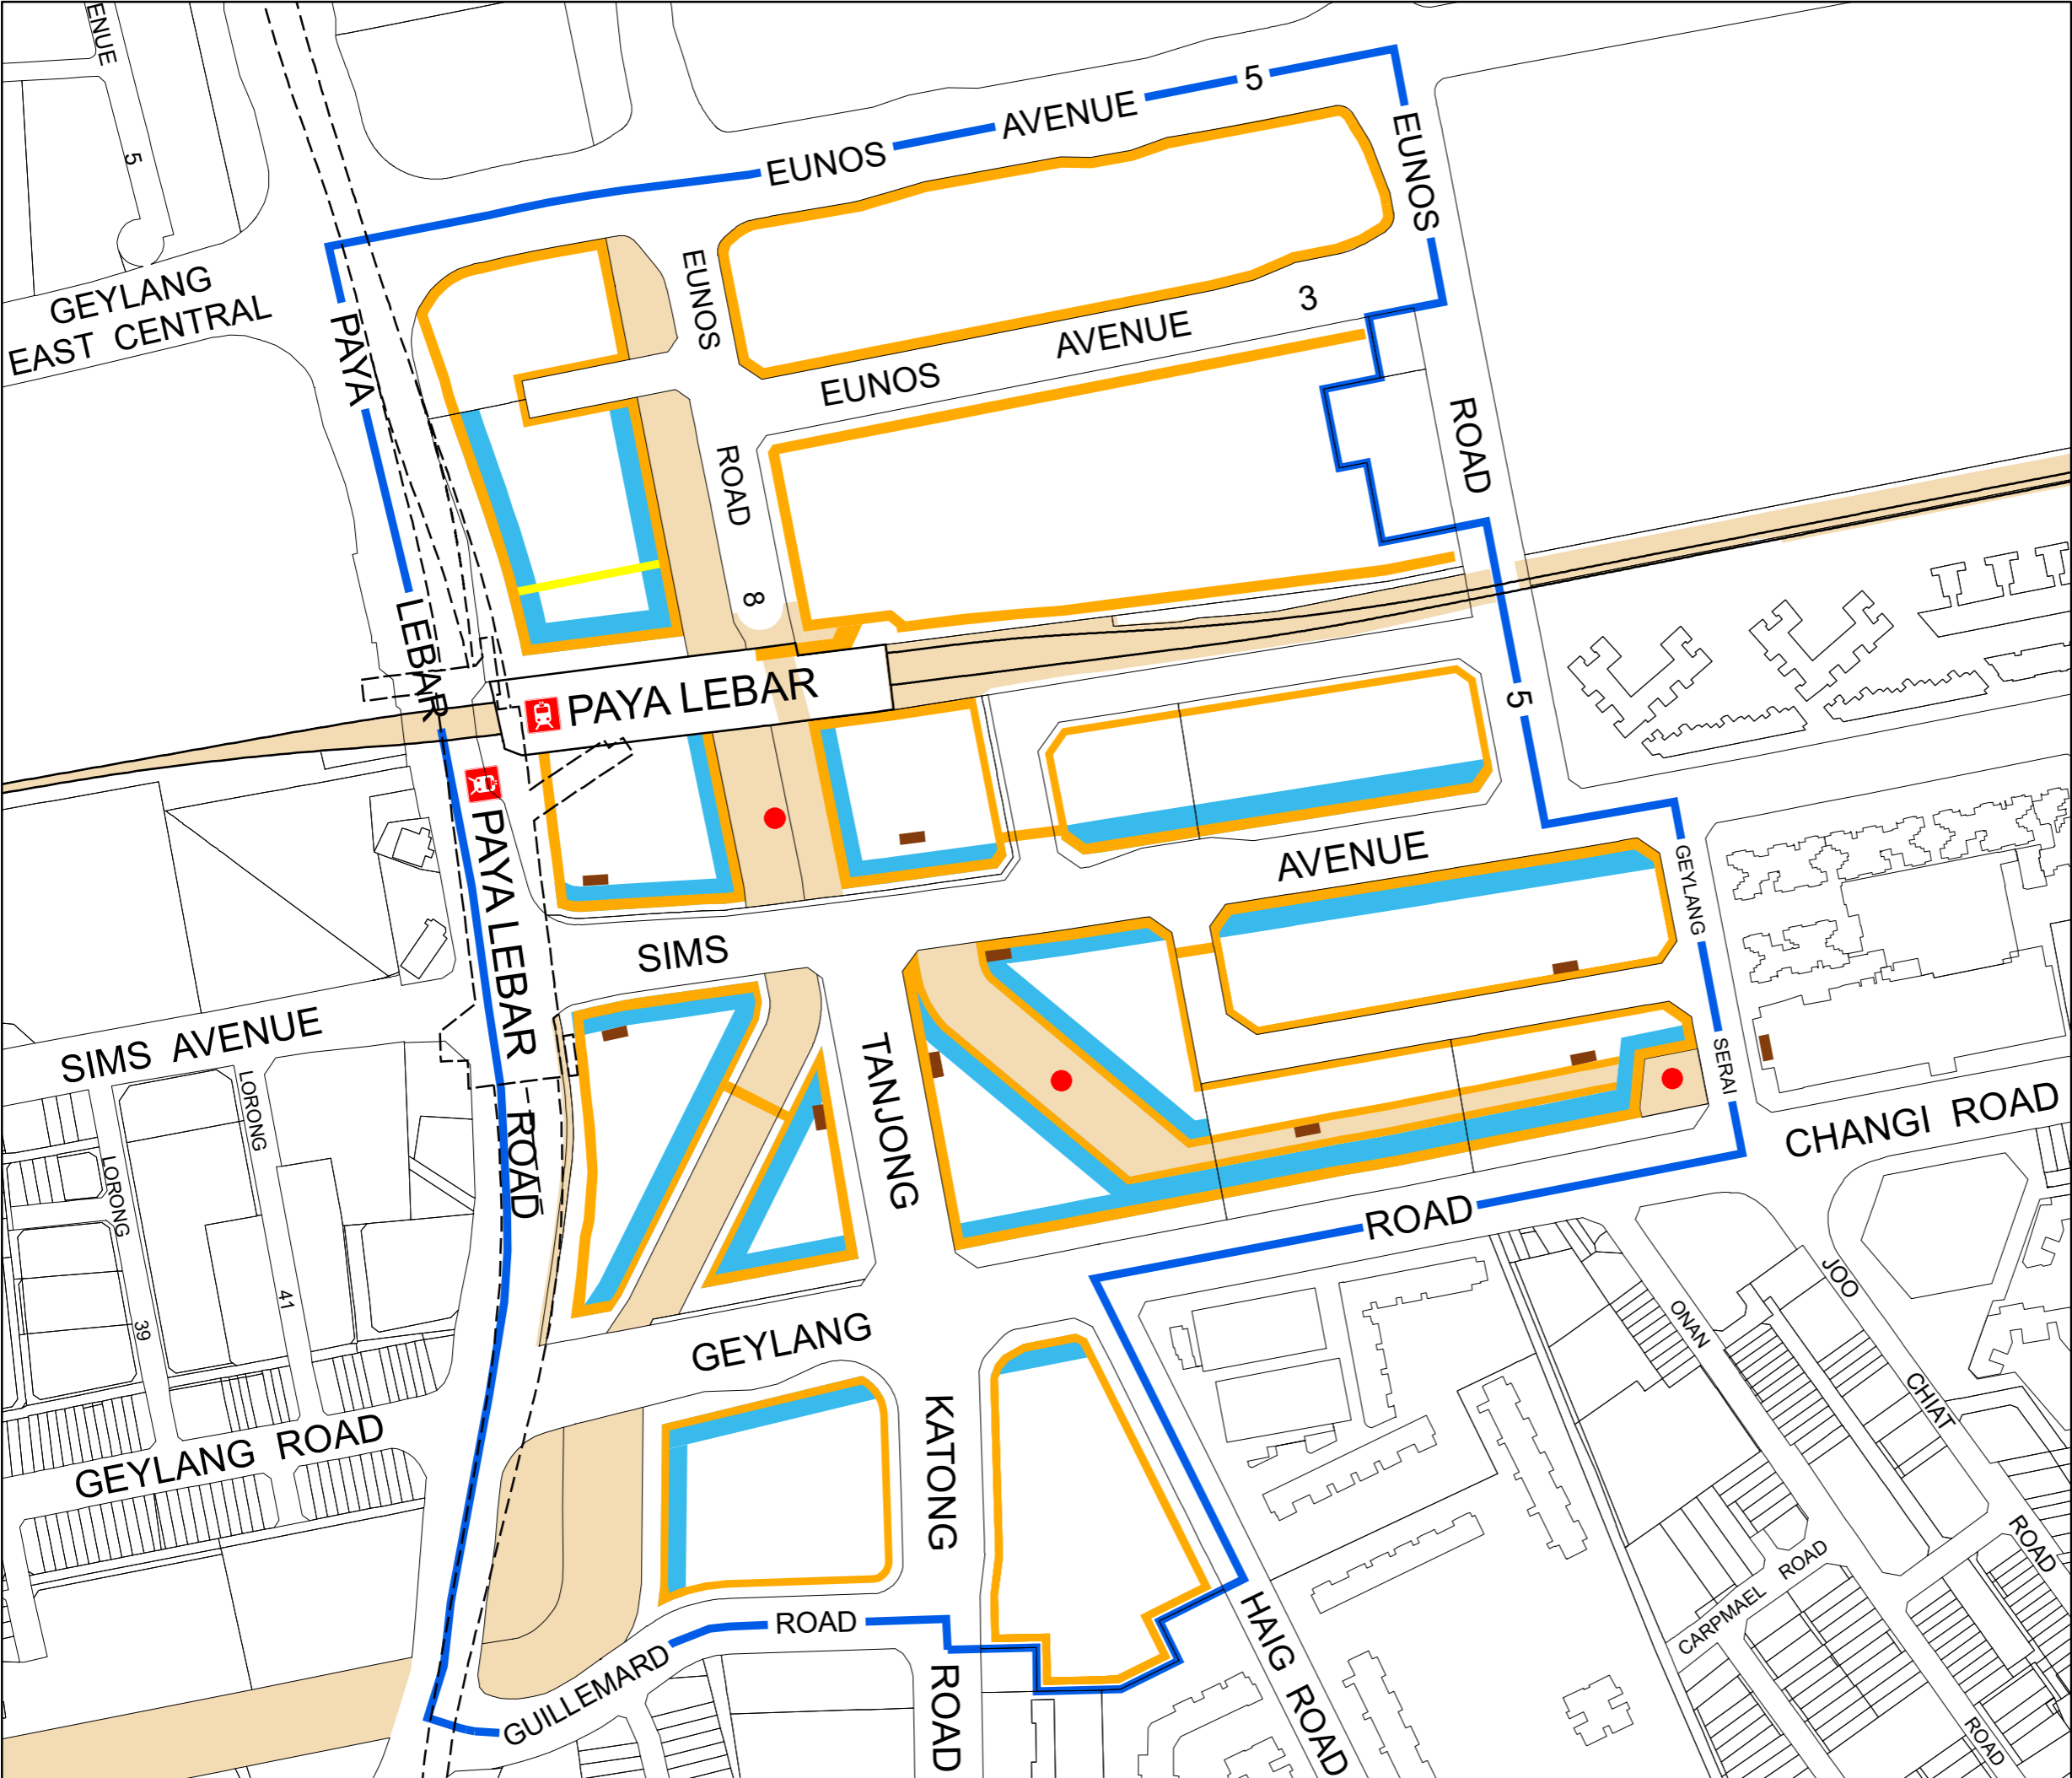 ENUE
5
GEYLANG
EAST CENTRAL
EUNOS
AVENUE
5
EUNOS
ROAD
5
EUNOS
ROAD
8
EUNOS
AVENUE
3
PAYA
LEBAR
PAYA LEBAR
PAYA LEBAR
ROAD
SIMS
AVENUE
SIMS AVENUE
GEYLANG
SERAI
CHANGI ROAD
TANJONG
KATONG
ROAD
LORONG
41
LORONG
39
GEYLANG
ROAD
GEYLANG ROAD
GUILLEMARD
ROAD
HAIG ROAD
ONAN
ROAD
JOO
CHIAT
ROAD
CARPMAEL
ROAD